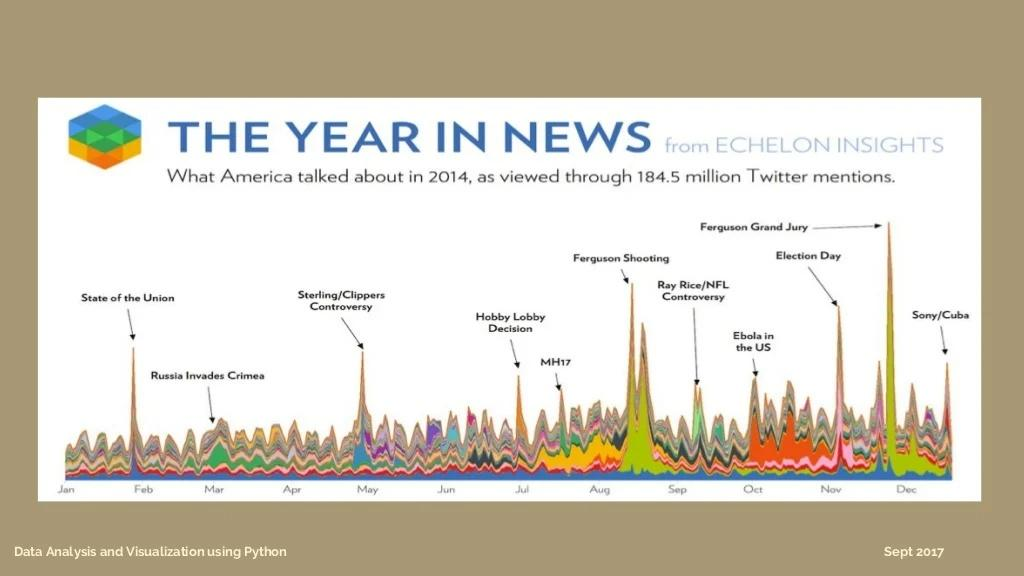 THE YEAR IN NEWS from ECHELON INSIGHTS
What America talked about in 2014, as viewed through 184.5 million Twitter mentions.
Ferguson Grand Jury
Ferguson Shooting
Election Day
Ray Rice/NFL
Controversy
State of the Union
Sterling/Clippers
Controversy
Hobby Lobby
Decision
Sony/Cuba
Ebola in
the US
MH17
Russia Invades Crimea
Jan Feb Mar Apr May Jun Jul Aug Sep Oct Nov Dec
Data Analysis and Visualization using Python
Sept 2017